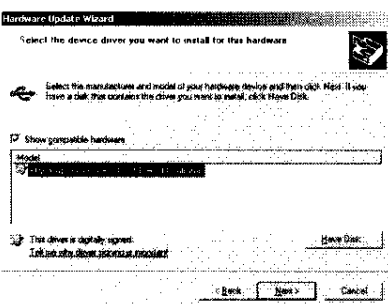 Hardware Update Wizard
Select the device driver you want to install for this hardware
Select the manufacturer and model of your hardware device and then click Next. If you
have a disk that contains the driver you want to install, click Have Disk.
Show compatible hardware
Model
This driver is digitally signed.
Tell me why driver signing is important
Have Disk...
< Back
Next >
Cancel